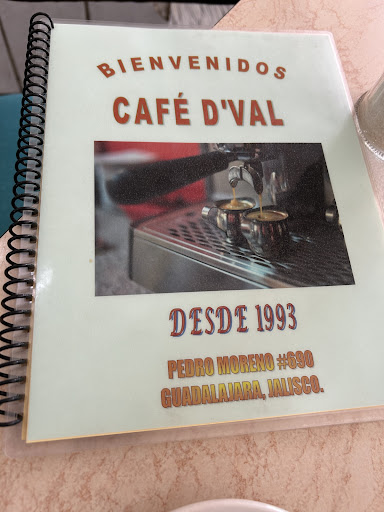 BIENVENIDOS
CAFÉ D'VAL
DESDE 1993
PEDRO MORENO #690
GUADALAJARA, JALISCO.